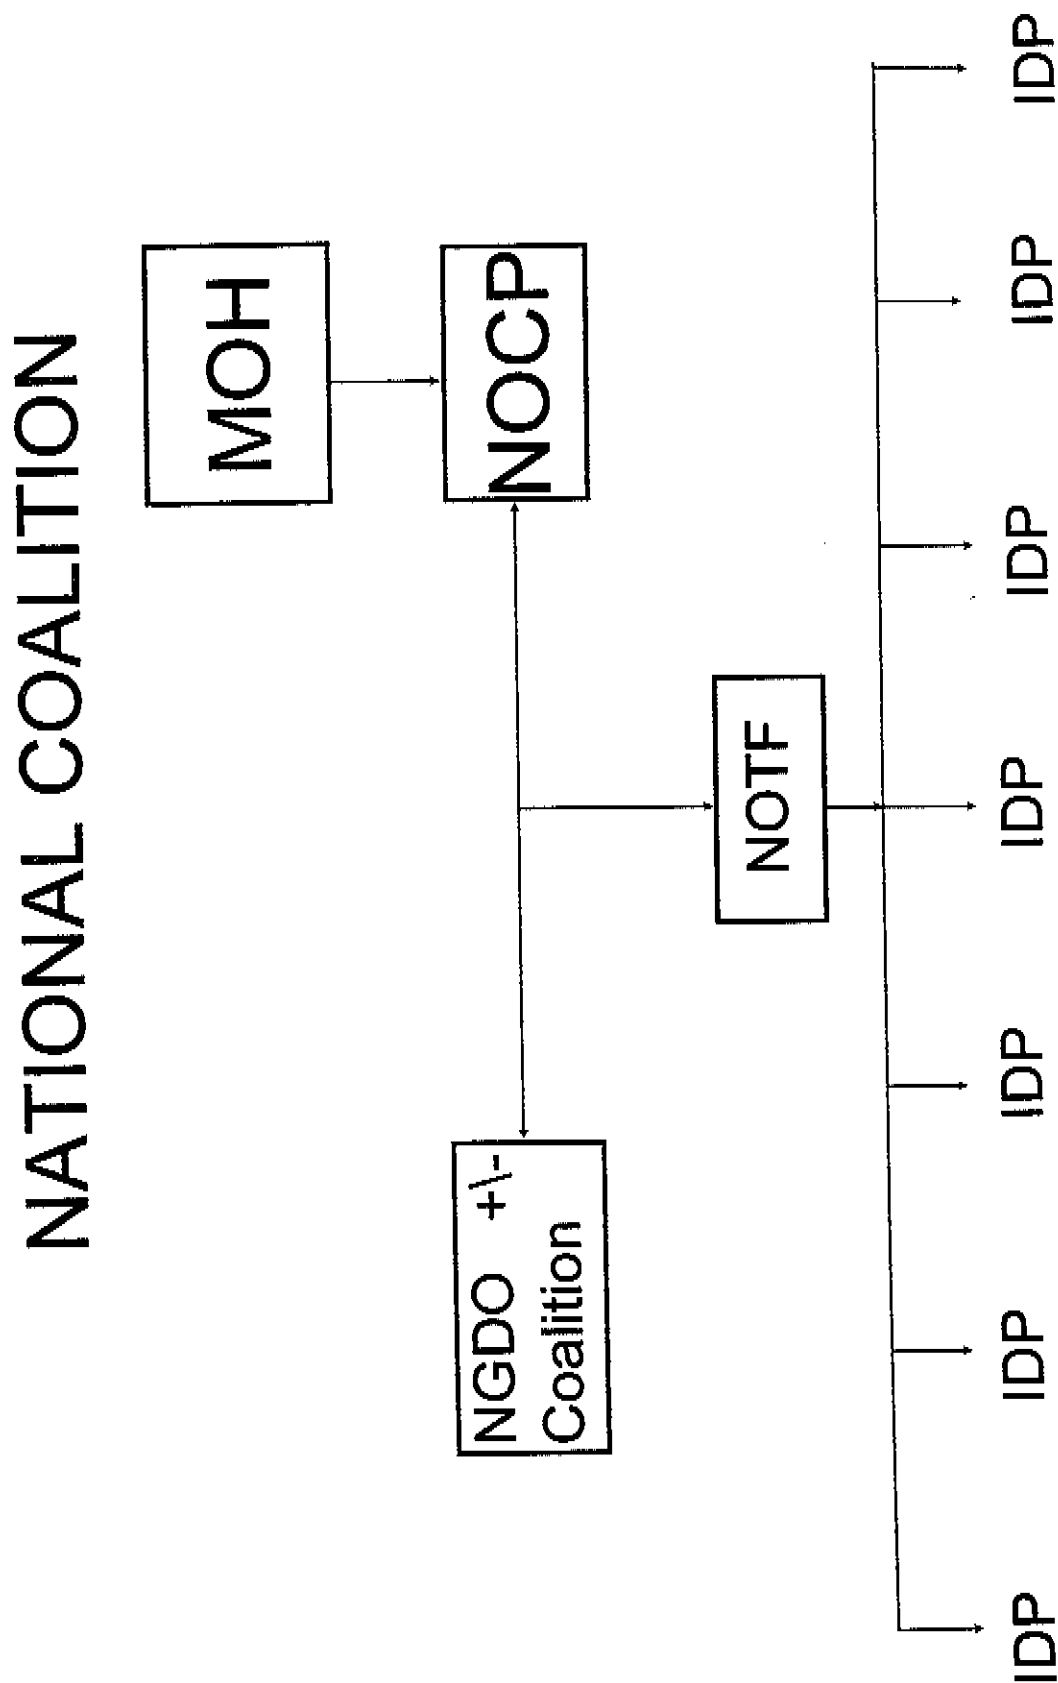 NATIONAL COALITION
MOH
NGDO +\-
Coalition
NOCP
NOTF
IDP
IDP
IDP
IDP
IDP
IDP
IDP